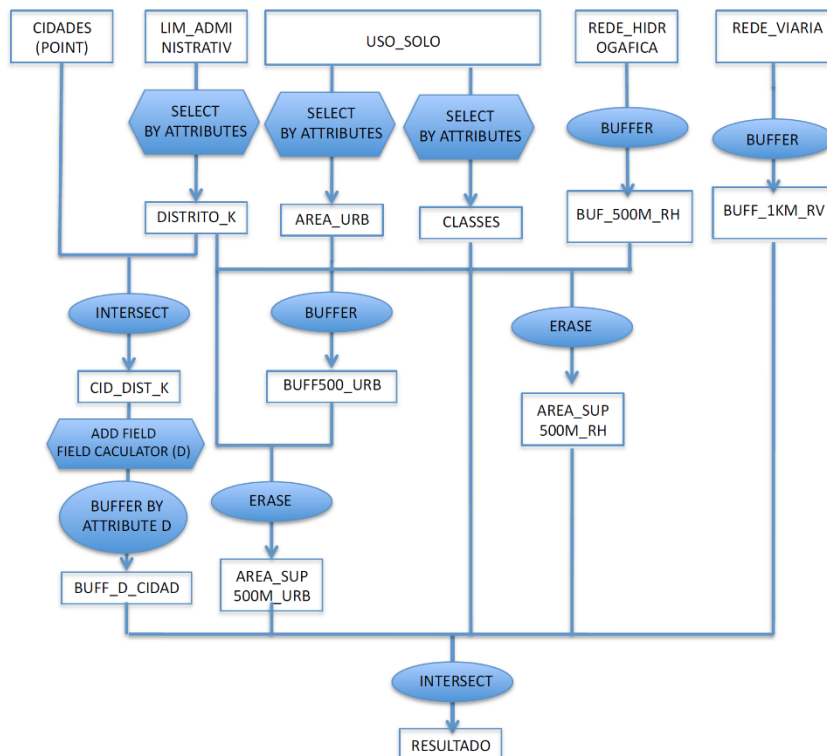 CIDADES
(POINT)
LIM_ADMI
NISTRATIV
USO_SOLO
REDE_HIDR
OGAFICA
REDE_VIARIA
SELECT
BY ATTRIBUTES
SELECT
BY ATTRIBUTES
SELECT
BY ATTRIBUTES
BUFFER
BUFFER
DISTRITO_K
AREA_URB
CLASSES
BUF_500M_RH
BUFF_1KM_RV
INTERSECT
BUFFER
ERASE
CID_DIST_K
BUFF500_URB
AREA_SUP
500M_RH
ADD FIELD
FIELD CACULATOR (D)
BUFFER BY
ATTRIBUTE D
ERASE
BUFF_D_CIDAD
AREA_SUP
500M_URB
INTERSECT
RESULTADO